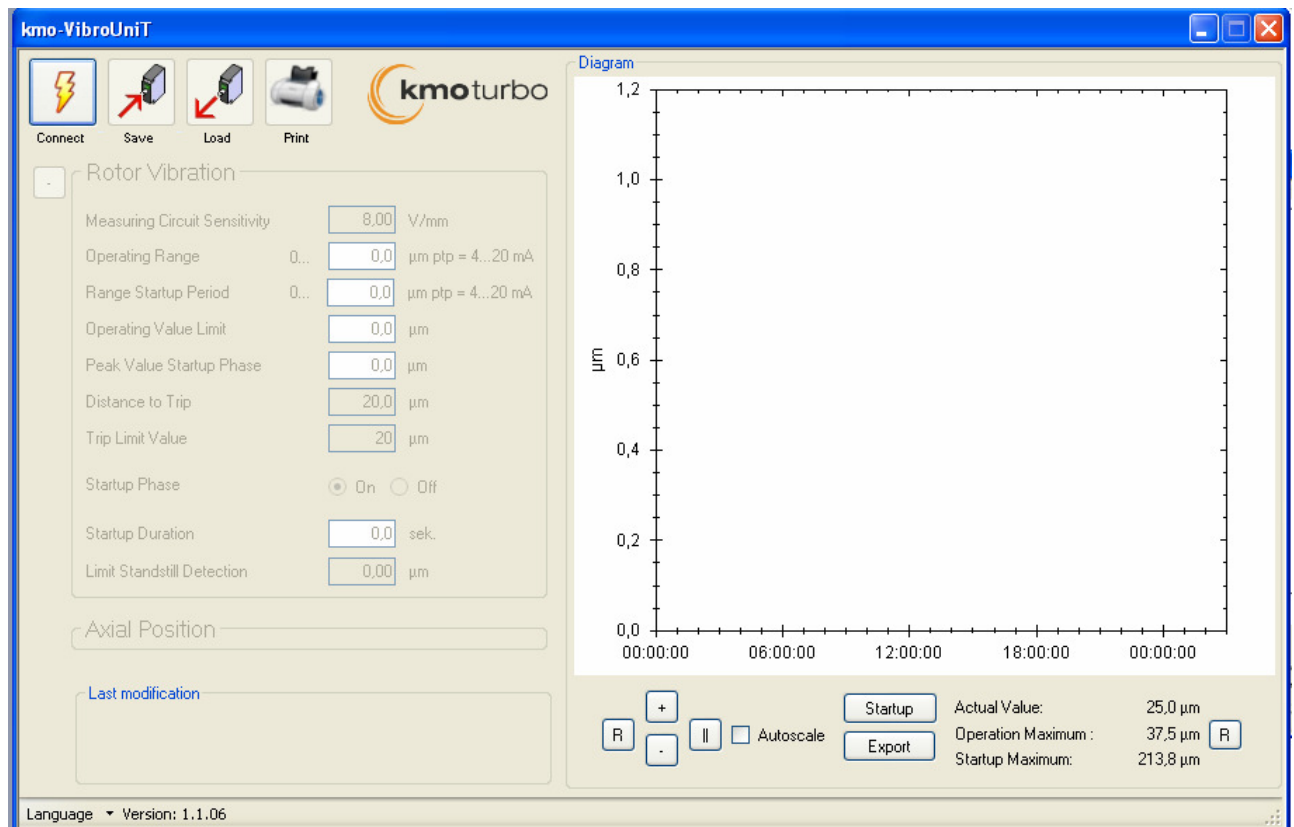 kmo-VibroUniT
Connect
Save
Load
Print
kmoturbo
-
Rotor Vibration
Measuring Circuit Sensitivity 8,00 V/mm
Operating Range 0... 0,0 µm ptp = 4...20 mA
Range Startup Period 0... 0,0 µm ptp = 4...20 mA
Operating Value Limit 0,0 µm
Peak Value Startup Phase 0,0 µm
Distance to Trip 20,0 µm
Trip Limit Value 20 µm
Startup Phase On Off
Startup Duration 0,0 sek.
Limit Standstill Detection 0,00 µm
Axial Position
Last modification
Diagram
1,2
1,0
0,8
0,6
0,4
0,2
0,0
µm
00:00:00 06:00:00 12:00:00 18:00:00 00:00:00
R
+
-
||
Autoscale
Startup
Export
Actual Value: 25,0 µm
Operation Maximum : 37,5 µm
Startup Maximum: 213,8 µm
R
Language Version: 1.1.06